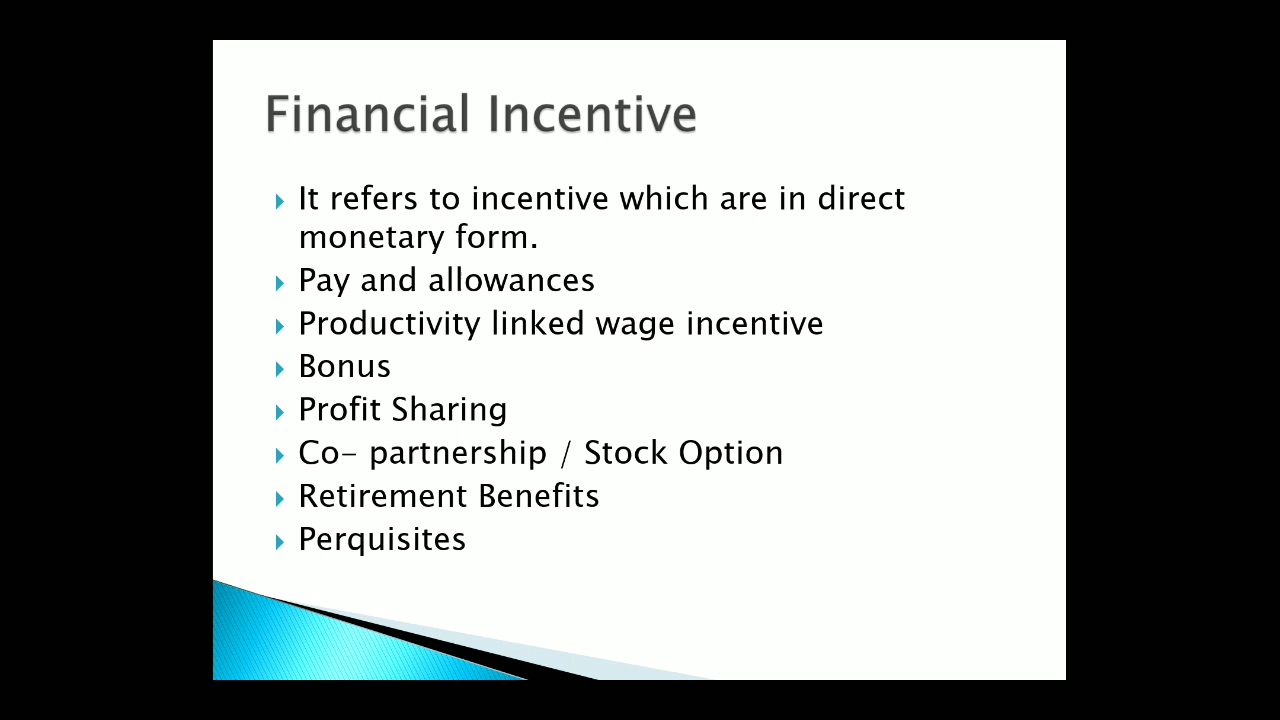 Financial Incentive
It refers to incentive which are in direct
monetary form.
Pay and allowances
Productivity linked wage incentive
Bonus
Profit Sharing
Co- partnership / Stock Option
Retirement Benefits
Perquisites